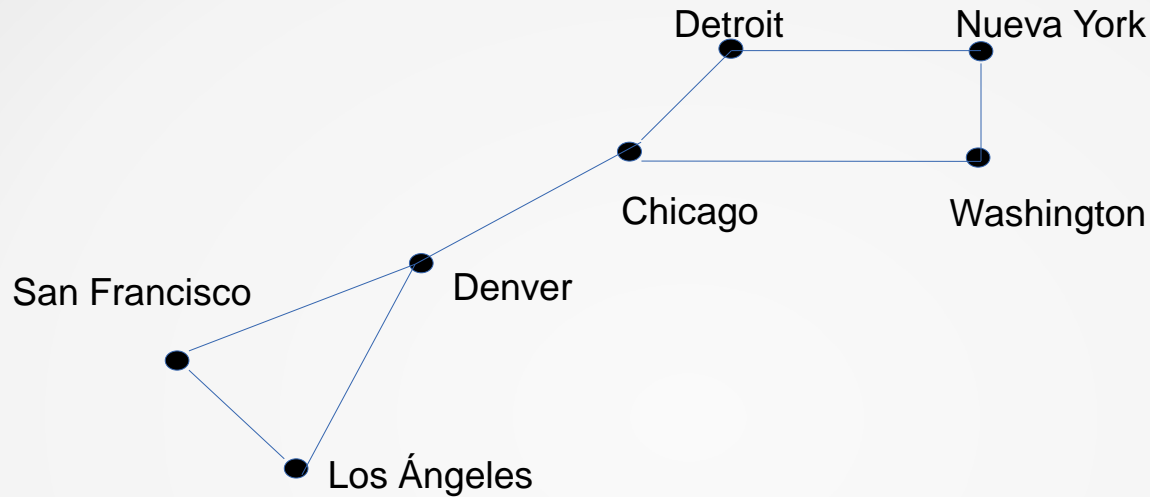 Detroit
Nueva York
Chicago
Washington
San Francisco
Denver
Los Ángeles